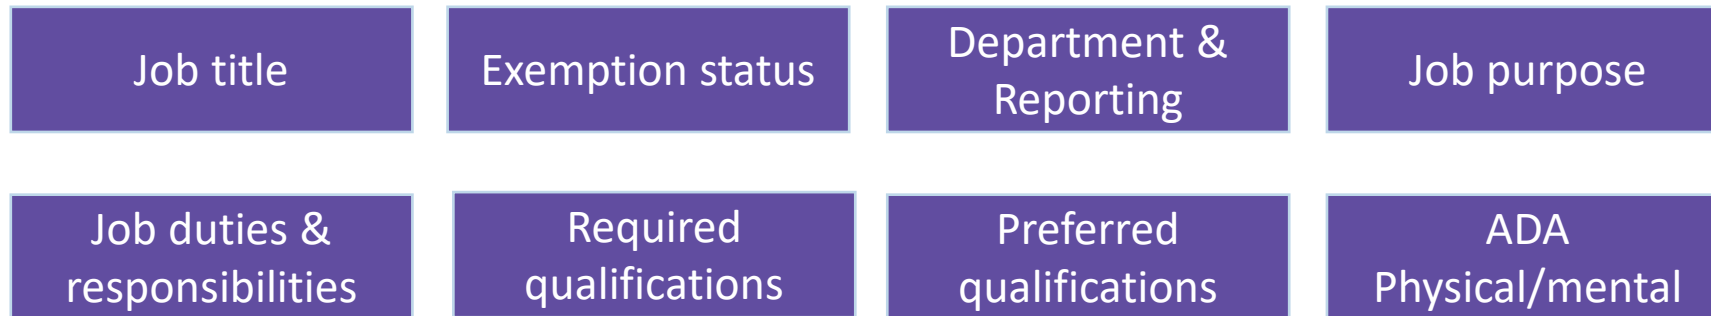 Job title
Exemption status
Department &
Reporting
Job purpose
Job duties &
responsibilities
Required
qualifications
Preferred
qualifications
ADA
Physical/mental